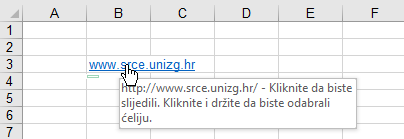 A B C D E F
1
2
3 www.srce.unizg.hr
4 http://www.srce.unizg.hr/ - Kliknite da biste
5 slijedili. Kliknite i držite da biste odabrali
6 ćeliju.
7